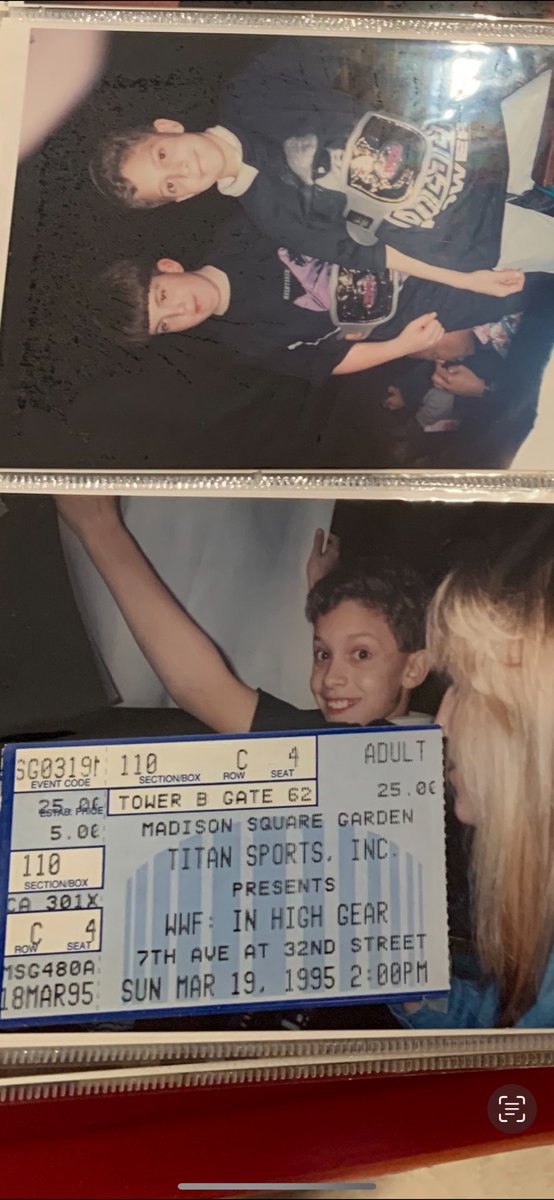 SG0319M 110 C 4 ADULT
EVENT CODE SECTION/BOX ROW SEAT
25.00 TOWER B GATE 62 25.00
ESTAB. PRICE
5.00 MADISON SQUARE GARDEN
110 TITAN SPORTS, INC.
SECTION/BOX PRESENTS
CA 301X
C 4 WWF: IN HIGH GEAR
ROW SEAT 7TH AVE AT 32ND STREET
MSG480A
18MAR95 SUN MAR 19, 1995 2:00PM